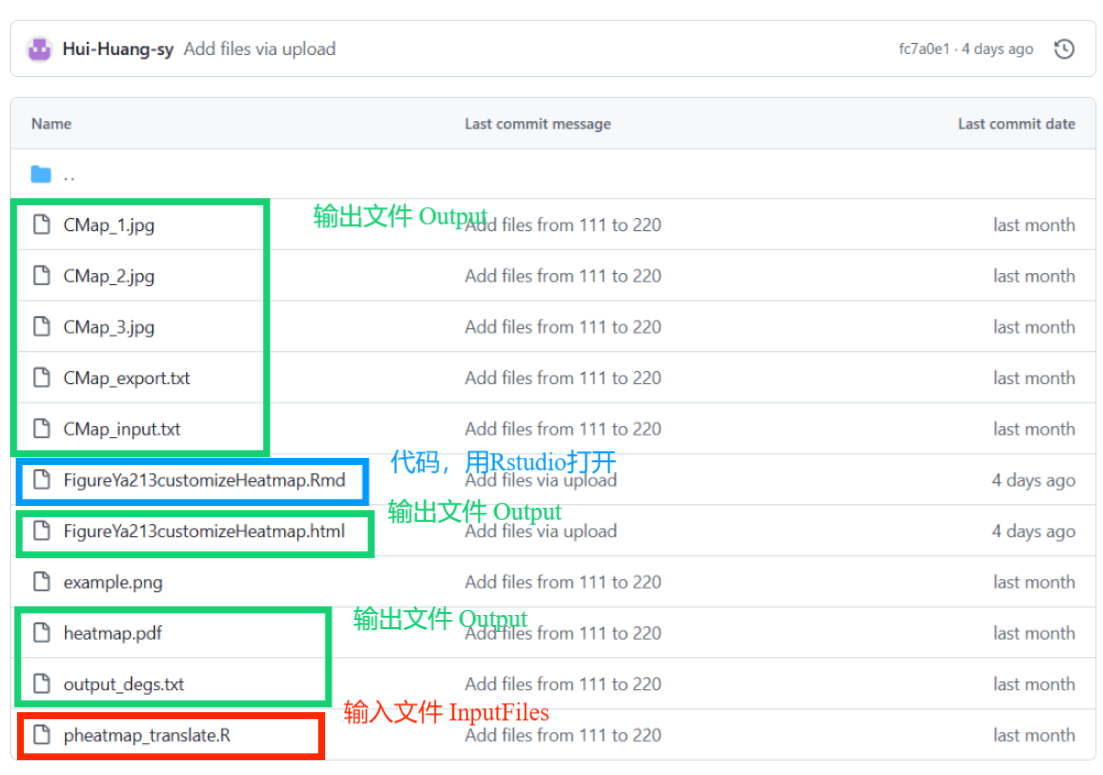 Hui-Huang-sy Add files via upload fc7a0e1 · 4 days ago
Name Last commit message Last commit date
..
CMap_1.jpg 输出文件 Output Add files from 111 to 220 last month
CMap_2.jpg Add files from 111 to 220 last month
CMap_3.jpg Add files from 111 to 220 last month
CMap_export.txt Add files from 111 to 220 last month
CMap_input.txt Add files from 111 to 220 last month
代码，用Rstudio打开
FigureYa213customizeHeatmap.Rmd Add files via upload 4 days ago
输出文件 Output
FigureYa213customizeHeatmap.html Add files via upload 4 days ago
example.png Add files from 111 to 220 last month
输出文件 Output
heatmap.pdf Add files from 111 to 220 last month
output_degs.txt Add files from 111 to 220 last month
输入文件 InputFiles
pheatmap_translate.R Add files from 111 to 220 last month